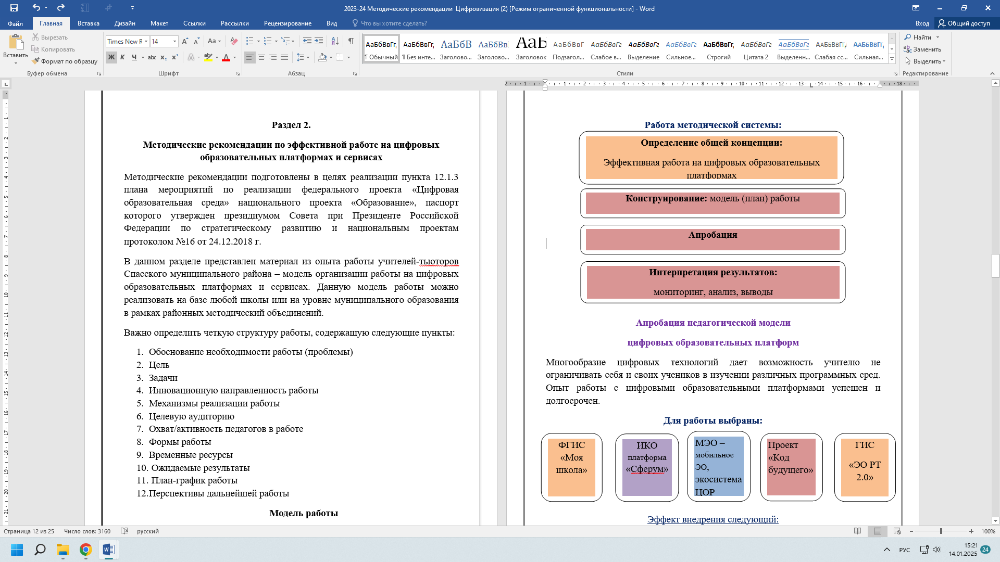 2023-24 Методические рекомендации  Цифровизация (2) [Режим ограниченной функциональности] - Word
Файл
Главная
Вставка
Дизайн
Макет
Ссылки
Рассылки
Рецензирование
Вид
Что вы хотите сделать?
Вход
Общий доступ
Вставить
Вырезать
Копировать
Формат по образцу
Буфер обмена
Times New R
14
Шрифт
Абзац
¶ Обычный
¶ Без инте...
Заголово...
Заголово...
Заголовок
Подзагол...
Слабое в...
Выделение
Сильное...
Строгий
Цитата 2
Выделенн...
Слабая сс...
Сильная...
Стили
Найти
Заменить
Выделить
Редактирование
Раздел 2.
Методические рекомендации по эффективной работе на цифровых
образовательных платформах и сервисах
Методические рекомендации подготовлены в целях реализации пункта 12.1.3
плана мероприятий по реализации федерального проекта «Цифровая
образовательная среда» национального проекта «Образование», паспорт
которого утвержден президиумом Совета при Президенте Российской
Федерации по стратегическому развитию и национальным проектам
протоколом №16 от 24.12.2018 г.
В данном разделе представлен материал из опыта работы учителей-тьюторов
Спасского муниципального района – модель организации работы на цифровых
образовательных платформах и сервисах. Данную модель работы можно
реализовать на базе любой школы или на уровне муниципального образования
в рамках районных методический объединений.
Важно определить четкую структуру работы, содержащую следующие пункты:
1. Обоснование необходимости работы (проблемы)
2. Цель
3. Задачи
4. Инновационную направленность работы
5. Механизмы реализации работы
6. Целевую аудиторию
7. Охват/активность педагогов в работе
8. Формы работы
9. Временные ресурсы
10. Ожидаемые результаты
11. План-график работы
12.Перспективы дальнейшей работы
Модель работы
Работа методической системы:
Определение общей концепции:
Эффективная работа на цифровых образовательных
платформах
Конструирование: модель (план) работы
Апробация
Интерпретация результатов:
мониторинг, анализ, выводы
Апробация педагогической модели
цифровых образовательных платформ
Многообразие цифровых технологий дает возможность учителю не
ограничивать себя и своих учеников в изучении различных программных сред.
Опыт работы с цифровыми образовательными платформами успешен и
долгосрочен.
Для работы выбраны:
ФГИС
«Моя
школа»
ИКО
платформа
«Сферум»
МЭО –
мобильное
ЭО,
экосистема
ЦОР
Проект
«Код
будущего»
ГИС
«ЭО РТ
2.0»
Эффект внедрения следующий:
Страница 12 из 25
Число слов: 3160
русский
100%
РУС
15:21
14.01.2025
24